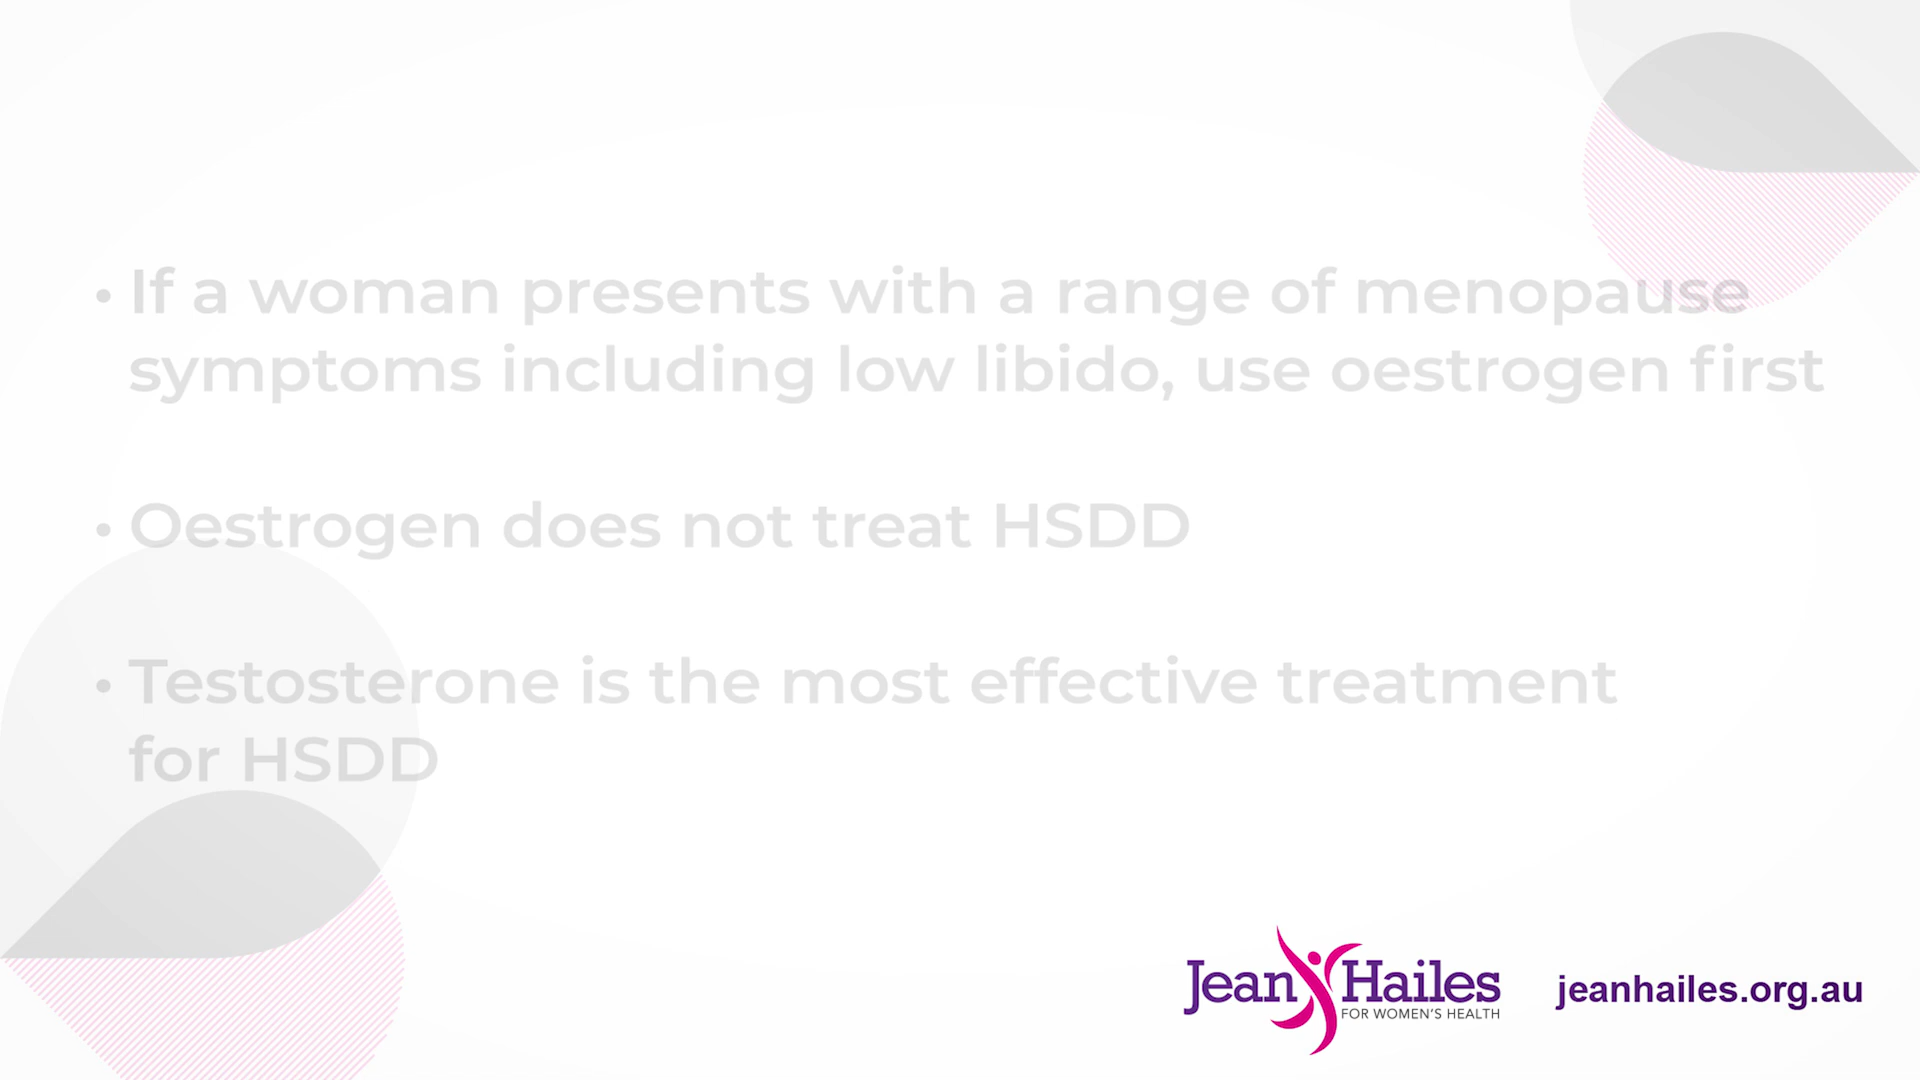 • If a woman presents with a range of menopause
symptoms including low libido, use oestrogen first
• Oestrogen does not treat HSDD
• Testosterone is the most effective treatment
for HSDD
Jean Hailes
FOR WOMEN'S HEALTH
jeanhailes.org.au